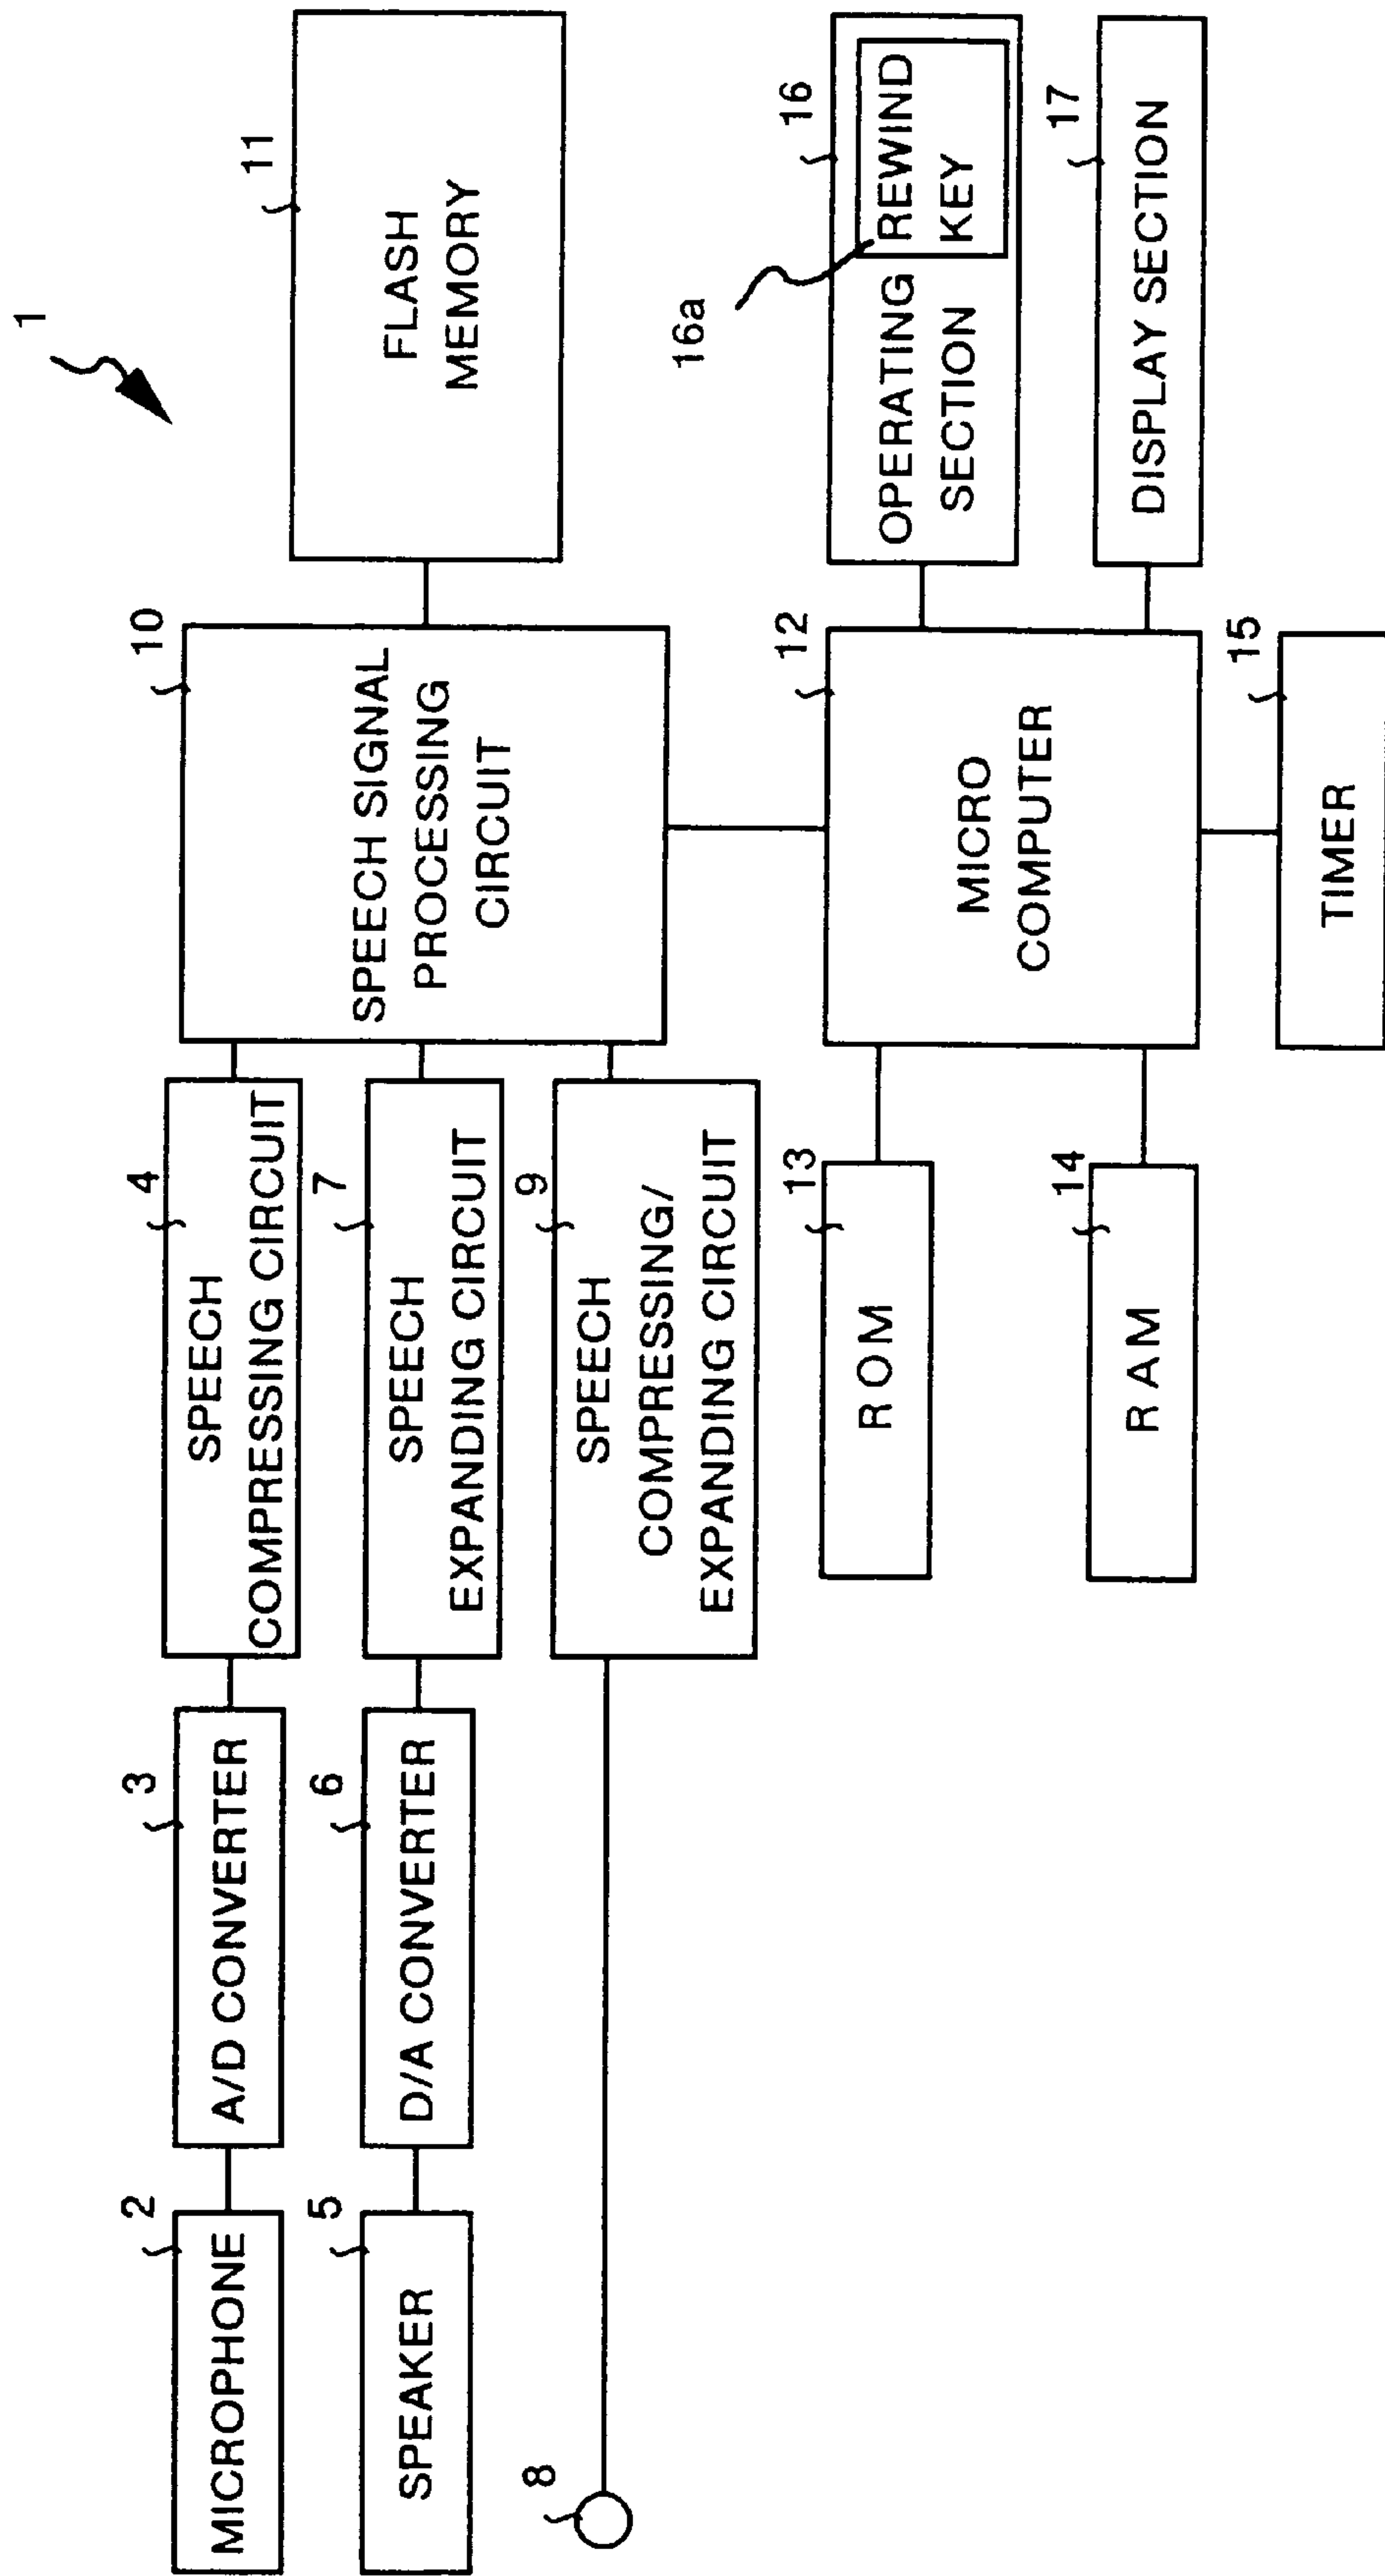 1
2
MICROPHONE
3
A/D CONVERTER
4
SPEECH
COMPRESSING CIRCUIT
5
SPEAKER
6
D/A CONVERTER
7
SPEECH
EXPANDING CIRCUIT
8
9
SPEECH
COMPRESSING/
EXPANDING CIRCUIT
10
SPEECH SIGNAL
PROCESSING
CIRCUIT
11
FLASH
MEMORY
12
MICRO
COMPUTER
13
ROM
14
RAM
15
TIMER
16
OPERATING
SECTION
16a
REWIND
KEY
17
DISPLAY SECTION